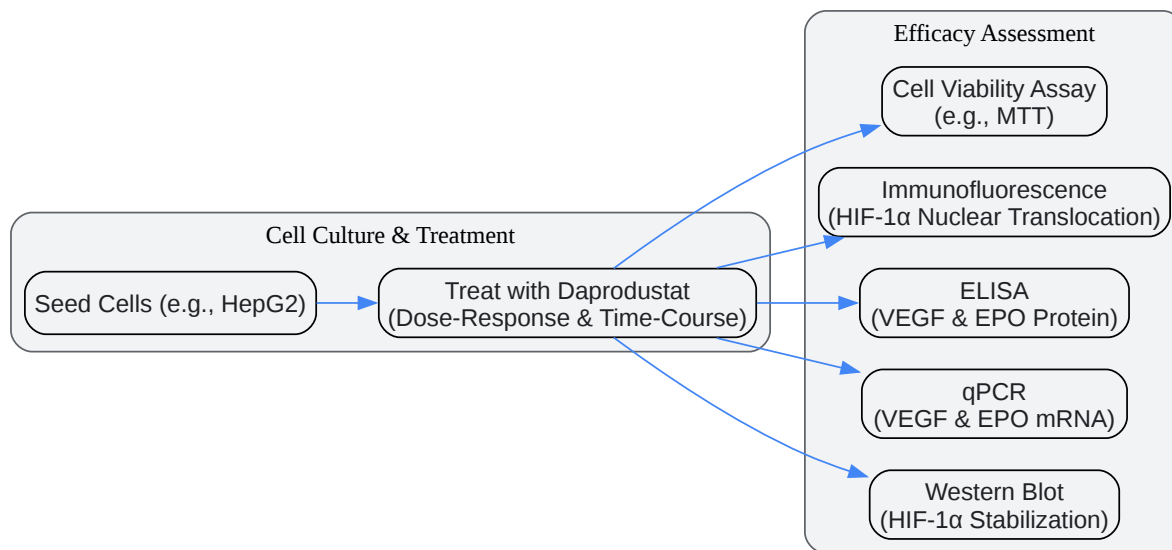 Cell Culture & Treatment
Seed Cells (e.g., HepG2)
Treat with Daprodustat
(Dose-Response & Time-Course)
Efficacy Assessment
Cell Viability Assay
(e.g., MTT)
Immunofluorescence
(HIF-1α Nuclear Translocation)
ELISA
(VEGF & EPO Protein)
qPCR
(VEGF & EPO mRNA)
Western Blot
(HIF-1α Stabilization)